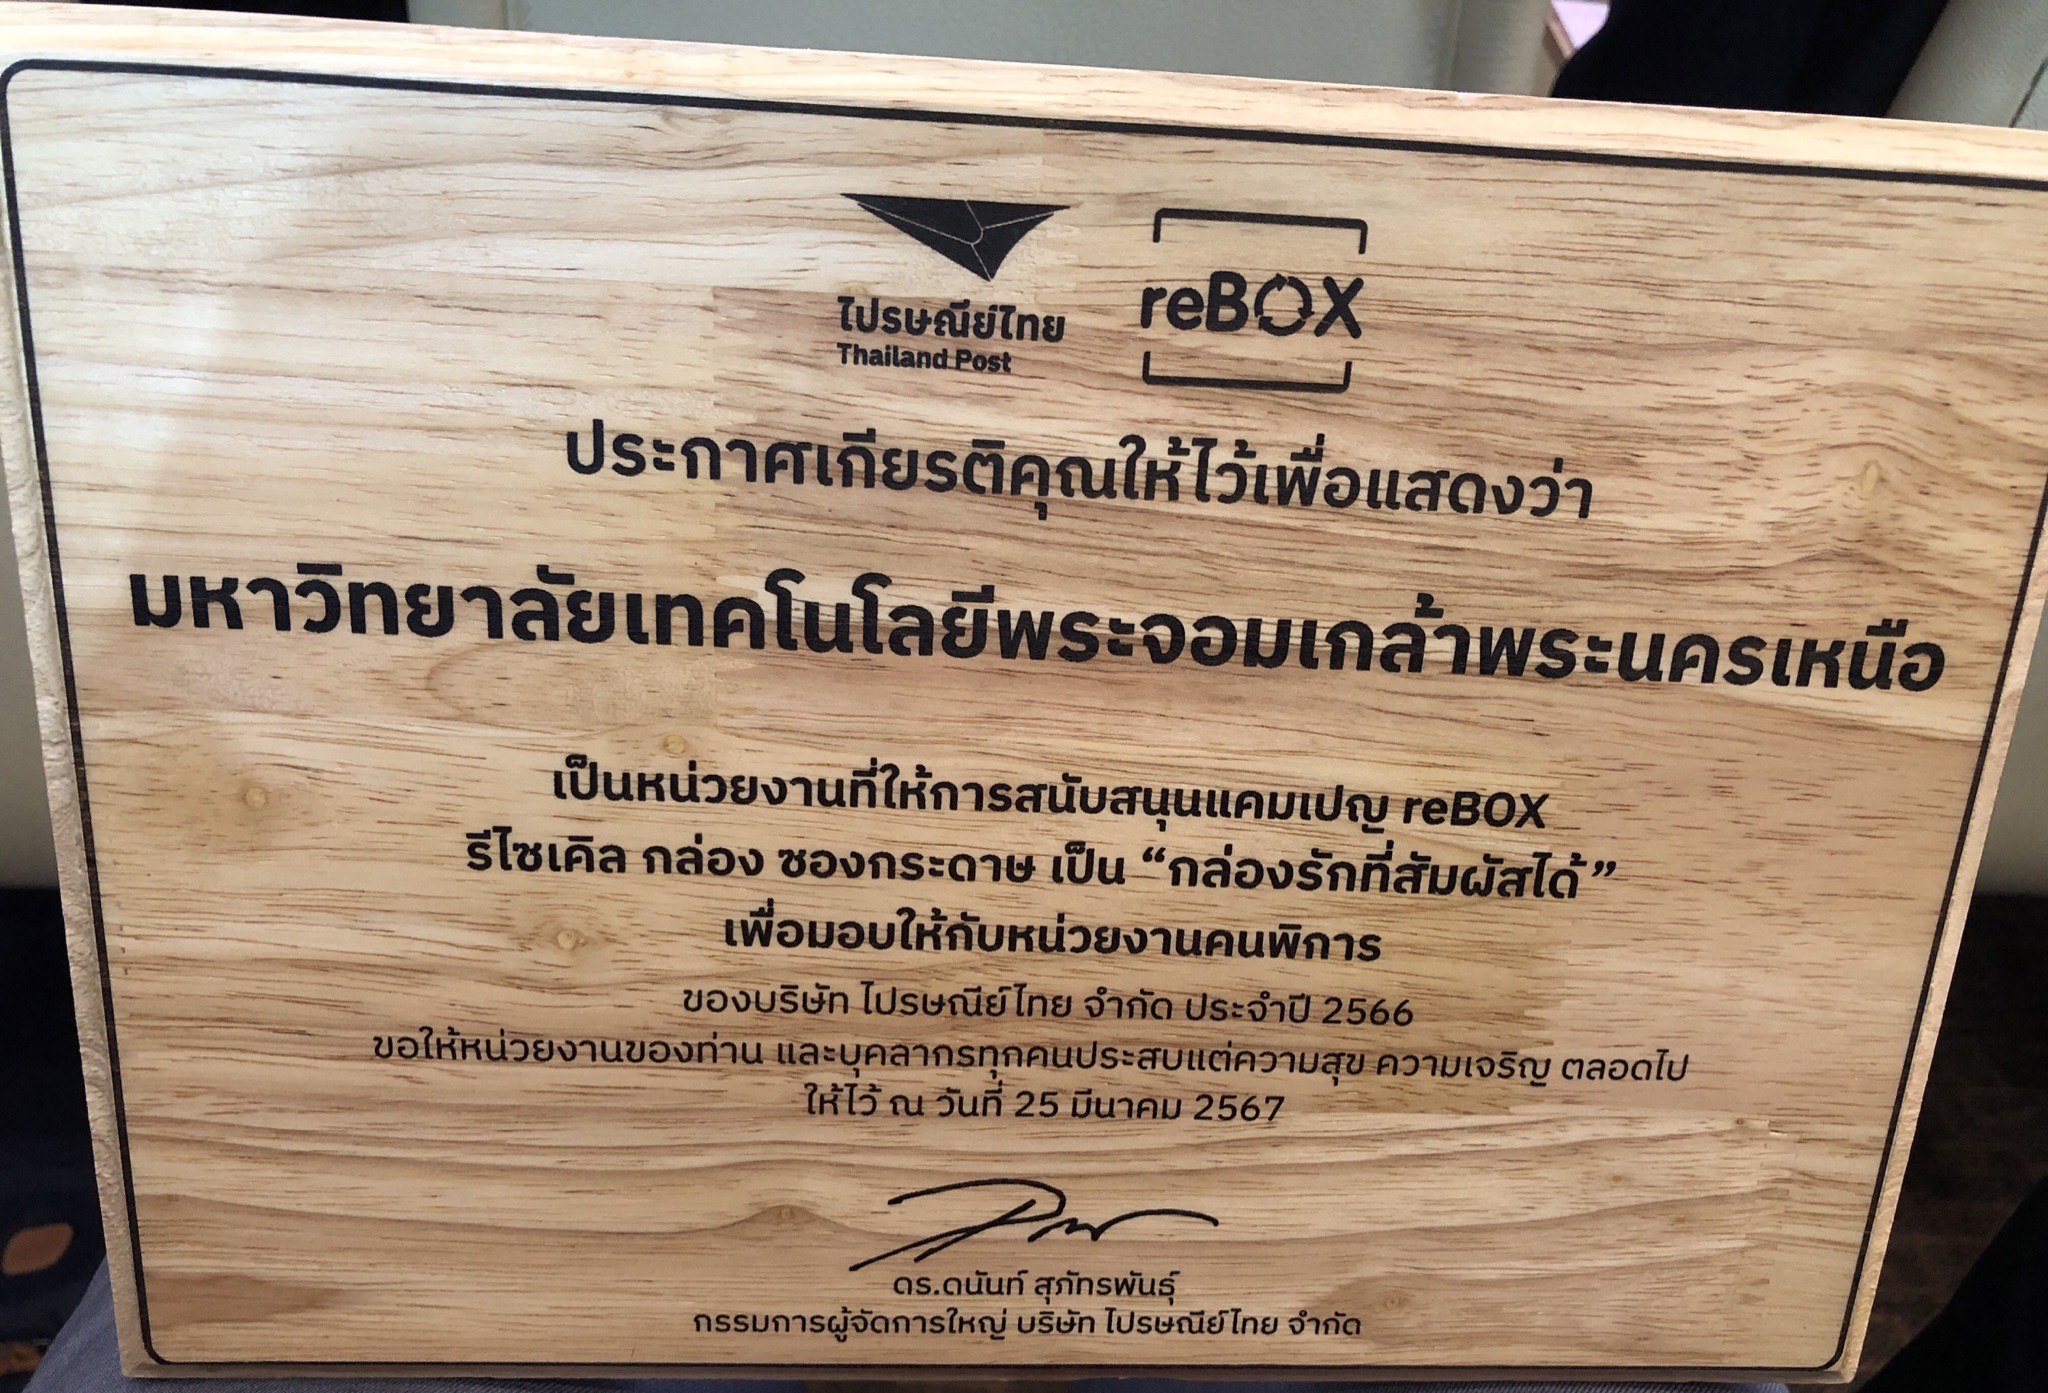 ไปรษณีย์ไทย
Thailand Post
reBOX
ประกาศเกียรติคุณให้ไว้เพื่อแสดงว่า
มหาวิทยาลัยเทคโนโลยีพระจอมเกล้าพระนครเหนือ
เป็นหน่วยงานที่ให้การสนับสนุนแคมเปญ reBOX
รีไซเคิล กล่อง ซองกระดาษ เป็น “กล่องรักที่สัมผัสได้”
เพื่อมอบให้กับหน่วยงานคนพิการ
ของบริษัท ไปรษณีย์ไทย จำกัด ประจำปี 2566
ขอให้หน่วยงานของท่าน และบุคลากรทุกคนประสบแต่ความสุข ความเจริญ ตลอดไป
ให้ไว้ ณ วันที่ 25 มีนาคม 2567
ดร.ดนันท์ สุภัทรพันธุ์
กรรมการผู้จัดการใหญ่ บริษัท ไปรษณีย์ไทย จำกัด